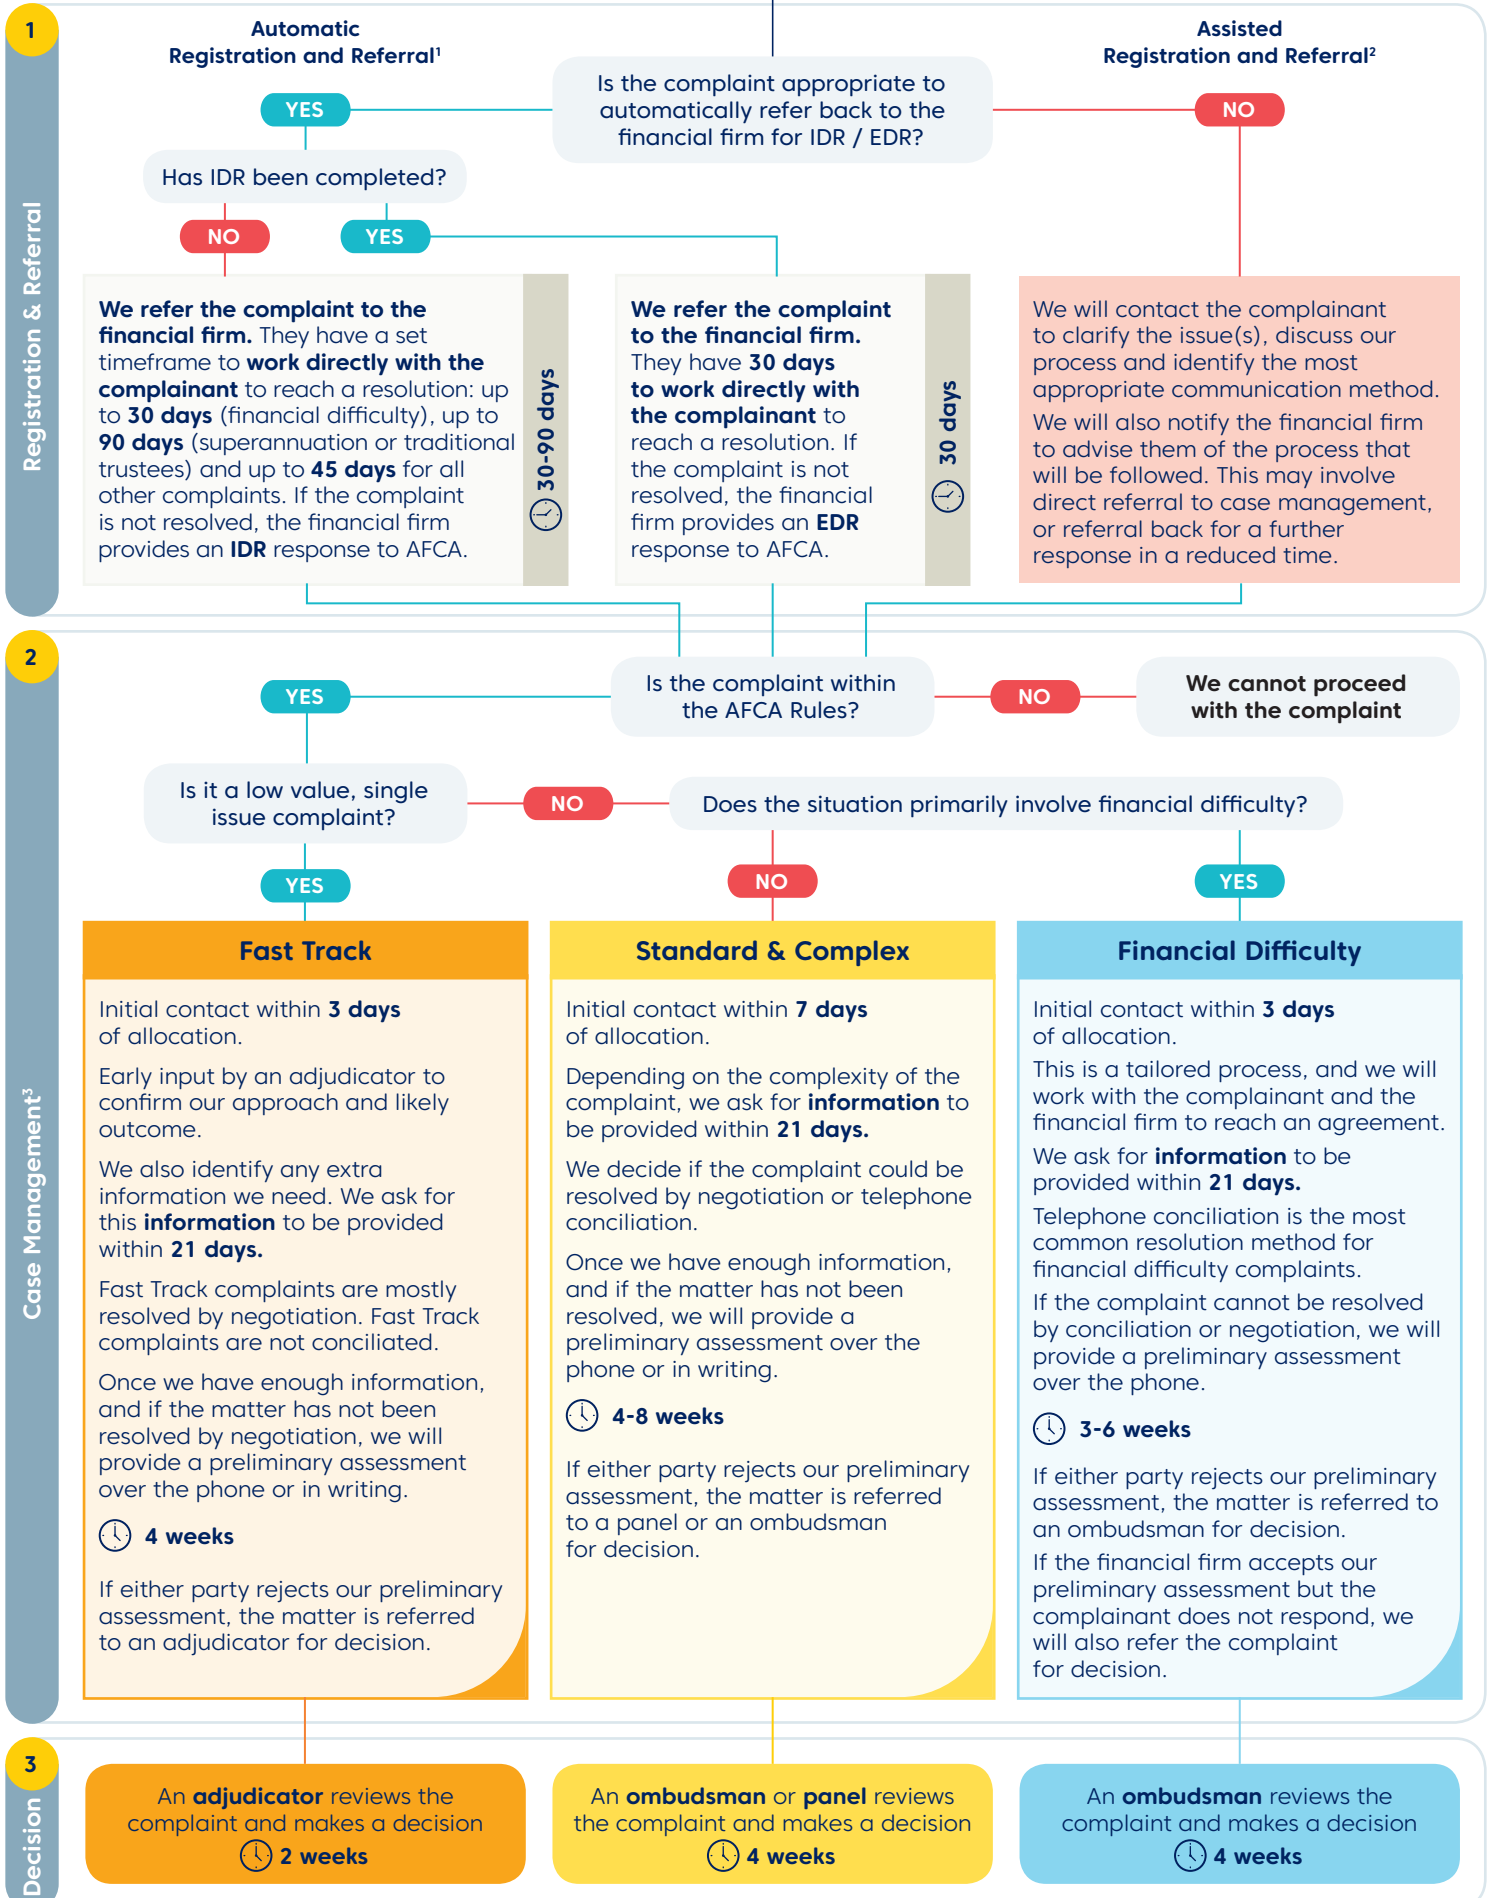 1
Registration & Referral
Automatic
Registration and Referral¹
Assisted
Registration and Referral²
Is the complaint appropriate to
automatically refer back to the
financial firm for IDR / EDR?
YES
NO
Has IDR been completed?
NO
YES
We refer the complaint to the
financial firm. They have a set
timeframe to work directly with the
complainant to reach a resolution: up
to 30 days (financial difficulty), up to
90 days (superannuation or traditional
trustees) and up to 45 days for all
other complaints. If the complaint
is not resolved, the financial firm
provides an IDR response to AFCA.
30-90 days
We refer the complaint
to the financial firm.
They have 30 days
to work directly with
the complainant to
reach a resolution. If
the complaint is not
resolved, the financial
firm provides an EDR
response to AFCA.
30 days
We will contact the complainant
to clarify the issue(s), discuss our
process and identify the most
appropriate communication method.
We will also notify the financial firm
to advise them of the process that
will be followed. This may involve
direct referral to case management,
or referral back for a further
response in a reduced time.
2
Case Management³
Is the complaint within
the AFCA Rules?
YES
NO
We cannot proceed
with the complaint
Is it a low value, single
issue complaint?
NO
Does the situation primarily involve financial difficulty?
YES
NO
YES
Fast Track
Initial contact within 3 days
of allocation.
Early input by an adjudicator to
confirm our approach and likely
outcome.
We also identify any extra
information we need. We ask for
this information to be provided
within 21 days.
Fast Track complaints are mostly
resolved by negotiation. Fast Track
complaints are not conciliated.
Once we have enough information,
and if the matter has not been
resolved by negotiation, we will
provide a preliminary assessment
over the phone or in writing.
4 weeks
If either party rejects our preliminary
assessment, the matter is referred
to an adjudicator for decision.
Standard & Complex
Initial contact within 7 days
of allocation.
Depending on the complexity of the
complaint, we ask for information to
be provided within 21 days.
We decide if the complaint could be
resolved by negotiation or telephone
conciliation.
Once we have enough information,
and if the matter has not been
resolved, we will provide a
preliminary assessment over the
phone or in writing.
4-8 weeks
If either party rejects our preliminary
assessment, the matter is referred
to a panel or an ombudsman
for decision.
Financial Difficulty
Initial contact within 3 days
of allocation.
This is a tailored process, and we will
work with the complainant and the
financial firm to reach an agreement.
We ask for information to be
provided within 21 days.
Telephone conciliation is the most
common resolution method for
financial difficulty complaints.
If the complaint cannot be resolved
by conciliation or negotiation, we will
provide a preliminary assessment
over the phone.
3-6 weeks
If either party rejects our preliminary
assessment, the matter is referred to
an ombudsman for decision.
If the financial firm accepts our
preliminary assessment but the
complainant does not respond, we
will also refer the complaint
for decision.
3
Decision
An adjudicator reviews the
complaint and makes a decision
2 weeks
An ombudsman or panel reviews
the complaint and makes a decision
4 weeks
An ombudsman reviews the
complaint and makes a decision
4 weeks